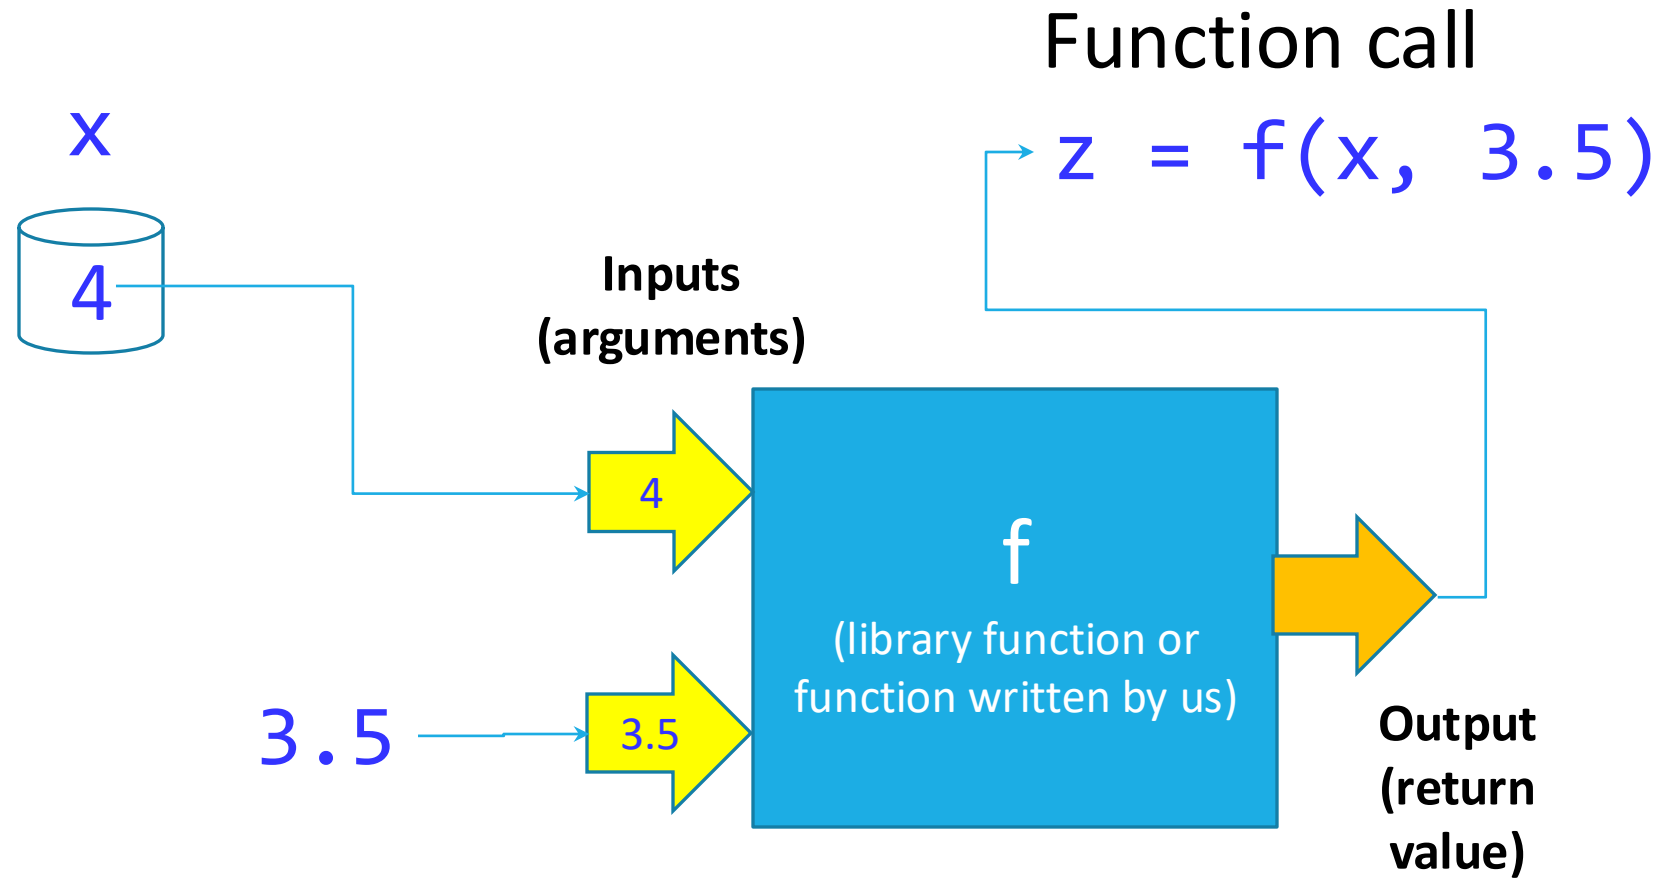 Function call
z = f(x, 3.5)
x
4
Inputs
(arguments)
4
3.5
3.5
f
(library function or
function written by us)
Output
(return
value)